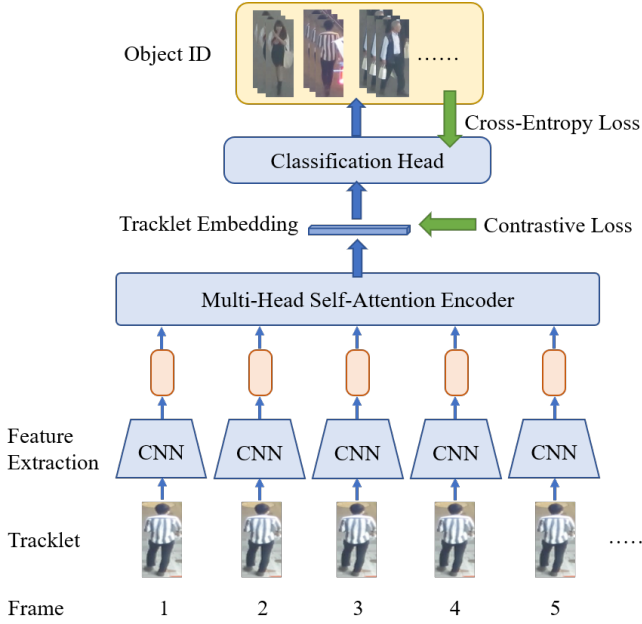 Object ID
......
Cross-Entropy Loss
Classification Head
Tracklet Embedding
Contrastive Loss
Multi-Head Self-Attention Encoder
Feature
Extraction
CNN CNN CNN CNN CNN
Tracklet
.....
Frame 1 2 3 4 5